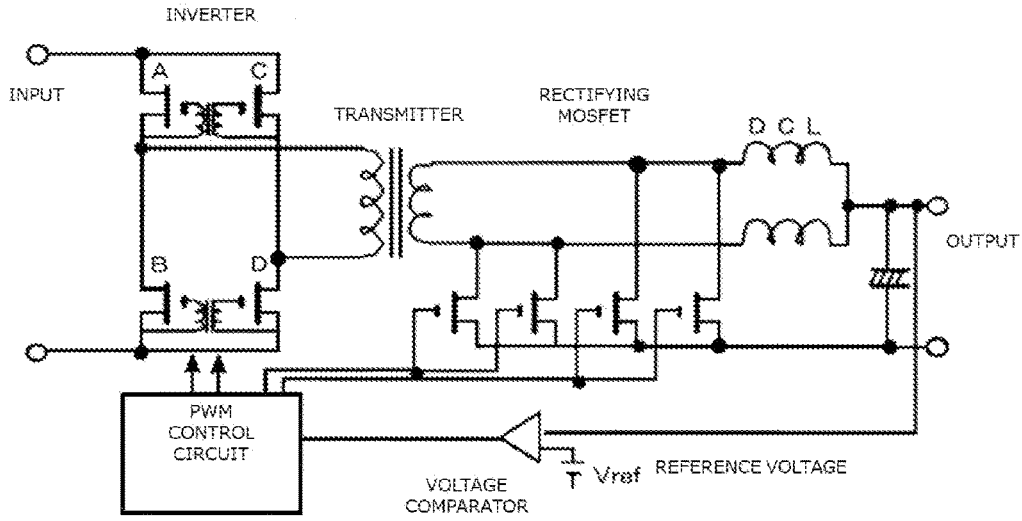 INVERTER
INPUT
A
C
TRANSMITTER
RECTIFYING
MOSFET
D C L
B
D
OUTPUT
PWM
CONTROL
CIRCUIT
VOLTAGE
COMPARATOR
Vref
REFERENCE VOLTAGE